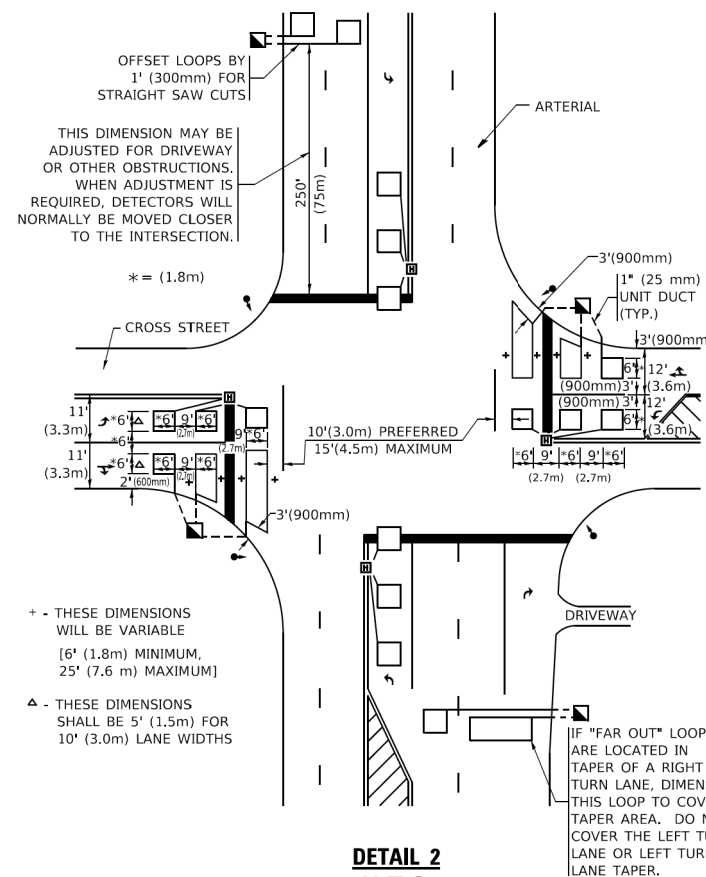 OFFSET LOOPS BY
1' (300mm) FOR
STRAIGHT SAW CUTS
ARTERIAL
THIS DIMENSION MAY BE
ADJUSTED FOR DRIVEWAY
OR OTHER OBSTRUCTIONS.
WHEN ADJUSTMENT IS
REQUIRED, DETECTORS WILL
NORMALLY BE MOVED CLOSER
TO THE INTERSECTION.
250'
(75m)
* = (1.8m)
3'(900mm)
1" (25 mm)
UNIT DUCT
(TYP.)
CROSS STREET
H
3'(900mm
6'* 12'
(3.6m)
(900mm) 3'
(900mm) 3'
12'
6'*
(3.6m)
H
11'
(3.3m)
*6'
*6' 9' *6'
(2.7m)
*6'
H
9' *6'
(2.7m)
11'
(3.3m)
*6'
*6' 9' *6'
(2.7m)
2' (600mm)
10'(3.0m) PREFERRED
15'(4.5m) MAXIMUM
*6' 9' *6' 9' *6'
(2.7m) (2.7m)
3'(900mm)
H
+ - THESE DIMENSIONS
WILL BE VARIABLE
[6' (1.8m) MINIMUM,
25' (7.6 m) MAXIMUM]
DRIVEWAY
△ - THESE DIMENSIONS
SHALL BE 5' (1.5m) FOR
10' (3.0m) LANE WIDTHS
IF "FAR OUT" LOOP
ARE LOCATED IN
TAPER OF A RIGHT
TURN LANE, DIMEN
THIS LOOP TO COV
TAPER AREA. DO N
COVER THE LEFT TU
LANE OR LEFT TUR
LANE TAPER.
DETAIL 2